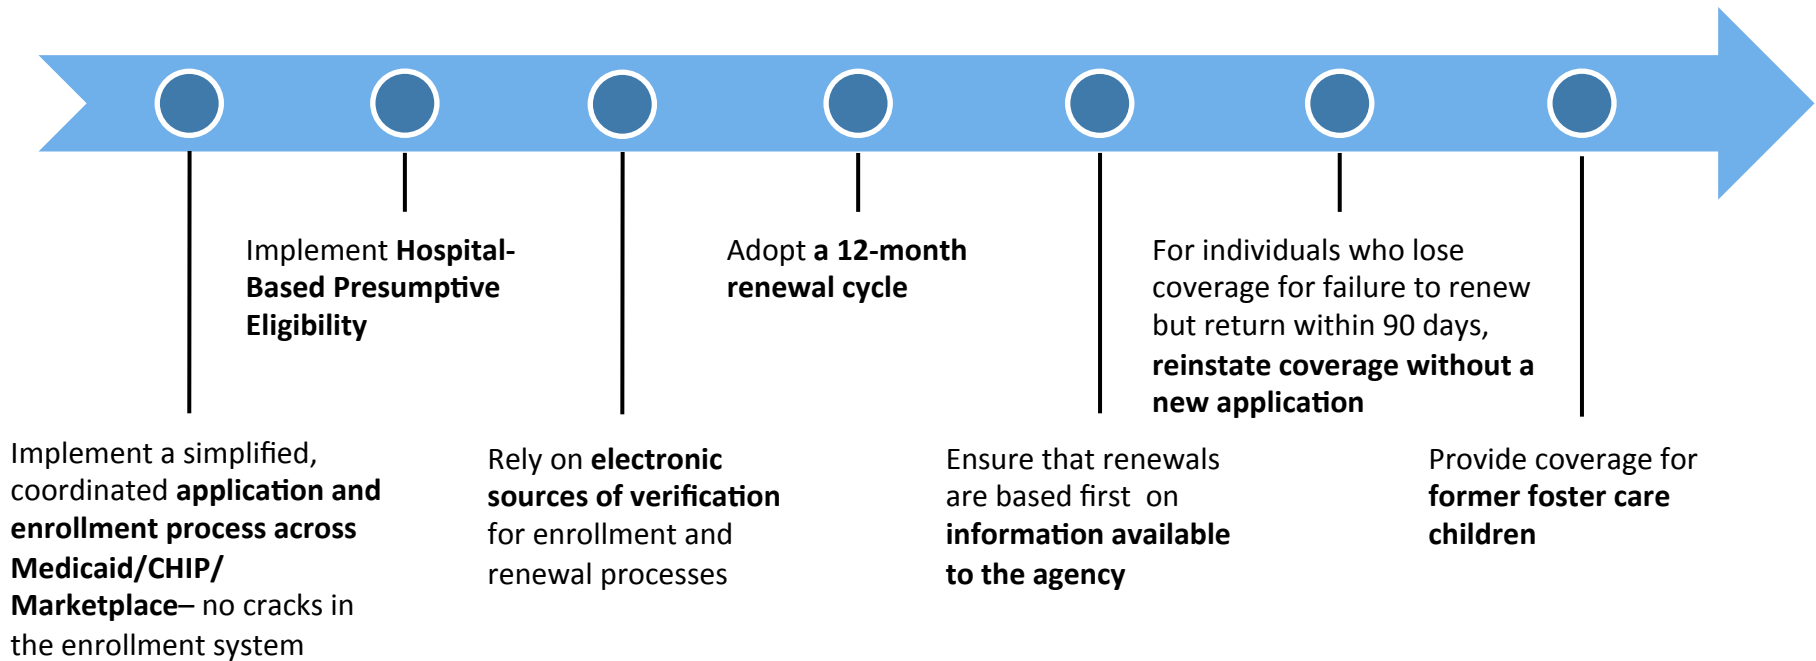 Implement a simplified,
coordinated application and
enrollment process across
Medicaid/CHIP/
Marketplace– no cracks in
the enrollment system
Implement Hospital-
Based Presumptive
Eligibility
Rely on electronic
sources of verification
for enrollment and
renewal processes
Adopt a 12-month
renewal cycle
Ensure that renewals
are based first on
information available
to the agency
For individuals who lose
coverage for failure to renew
but return within 90 days,
reinstate coverage without a
new application
Provide coverage for
former foster care
children